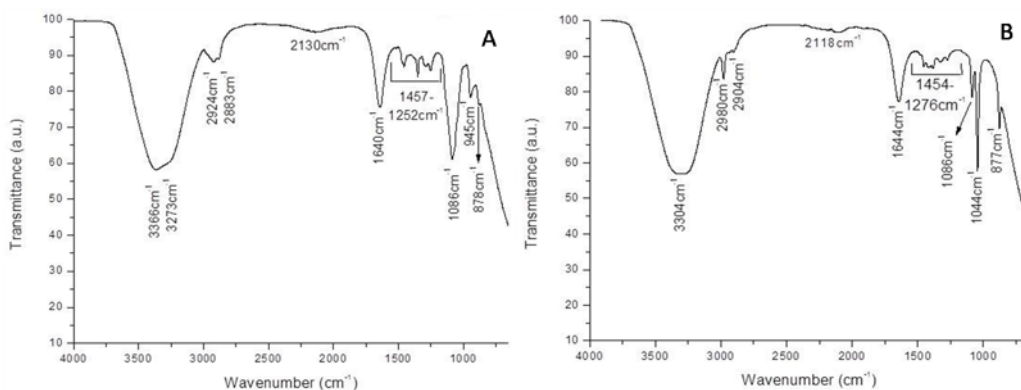 A
Transmittance (a.u.)
100
90
80
70
60
50
40
30
20
10
4000
3500
3000
2500
2000
1500
1000
Wavenumber (cm⁻¹)
3366cm⁻¹
3273cm⁻¹
2924cm⁻¹
2883cm⁻¹
2130cm⁻¹
1640cm⁻¹
1457-
1252cm⁻¹
1086cm⁻¹
945cm⁻¹
878cm⁻¹
B
Transmittance (a.u.)
100
90
80
70
60
50
40
30
20
10
4000
3500
3000
2500
2000
1500
1000
Wavenumber (cm⁻¹)
3304cm⁻¹
2980cm⁻¹
2904cm⁻¹
2118cm⁻¹
1644cm⁻¹
1454-
1276cm⁻¹
1086cm⁻¹
1044cm⁻¹
877cm⁻¹